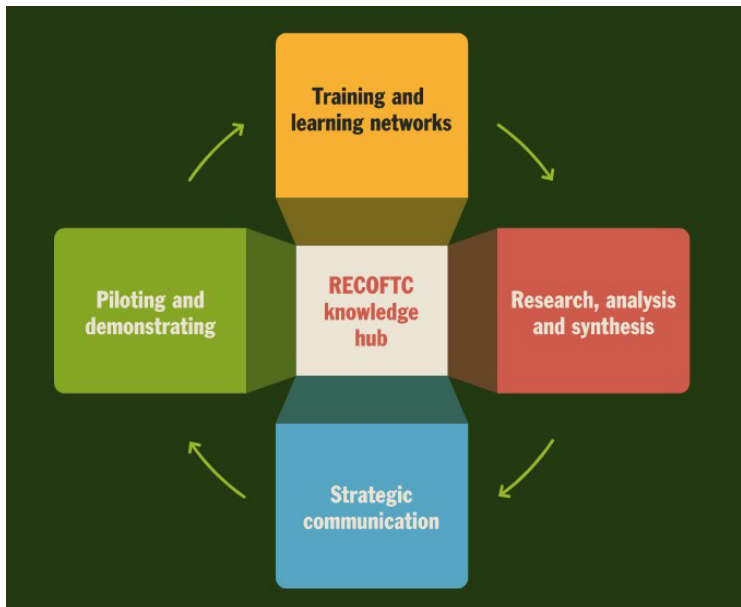 Training and
learning networks
Piloting and
demonstrating
RECOFTC
knowledge
hub
Research, analysis
and synthesis
Strategic
communication